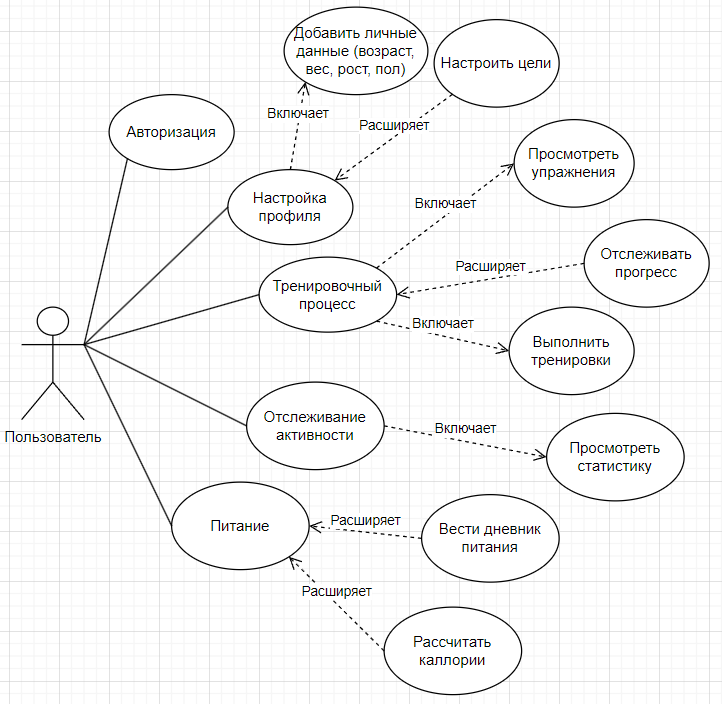 Добавить личные
данные (возраст,
вес, рост, пол)
Настроить цели
Включает
Расширяет
Авторизация
Просмотреть
упражнения
Настройка
профиля
Включает
Отслеживать
прогресс
Расширяет
Тренировочный
процесс
Включает
Выполнить
тренировки
Пользователь
Отслеживание
активности
Включает
Просмотреть
статистику
Питание
Расширяет
Вести дневник
питания
Расширяет
Рассчитать
каллории